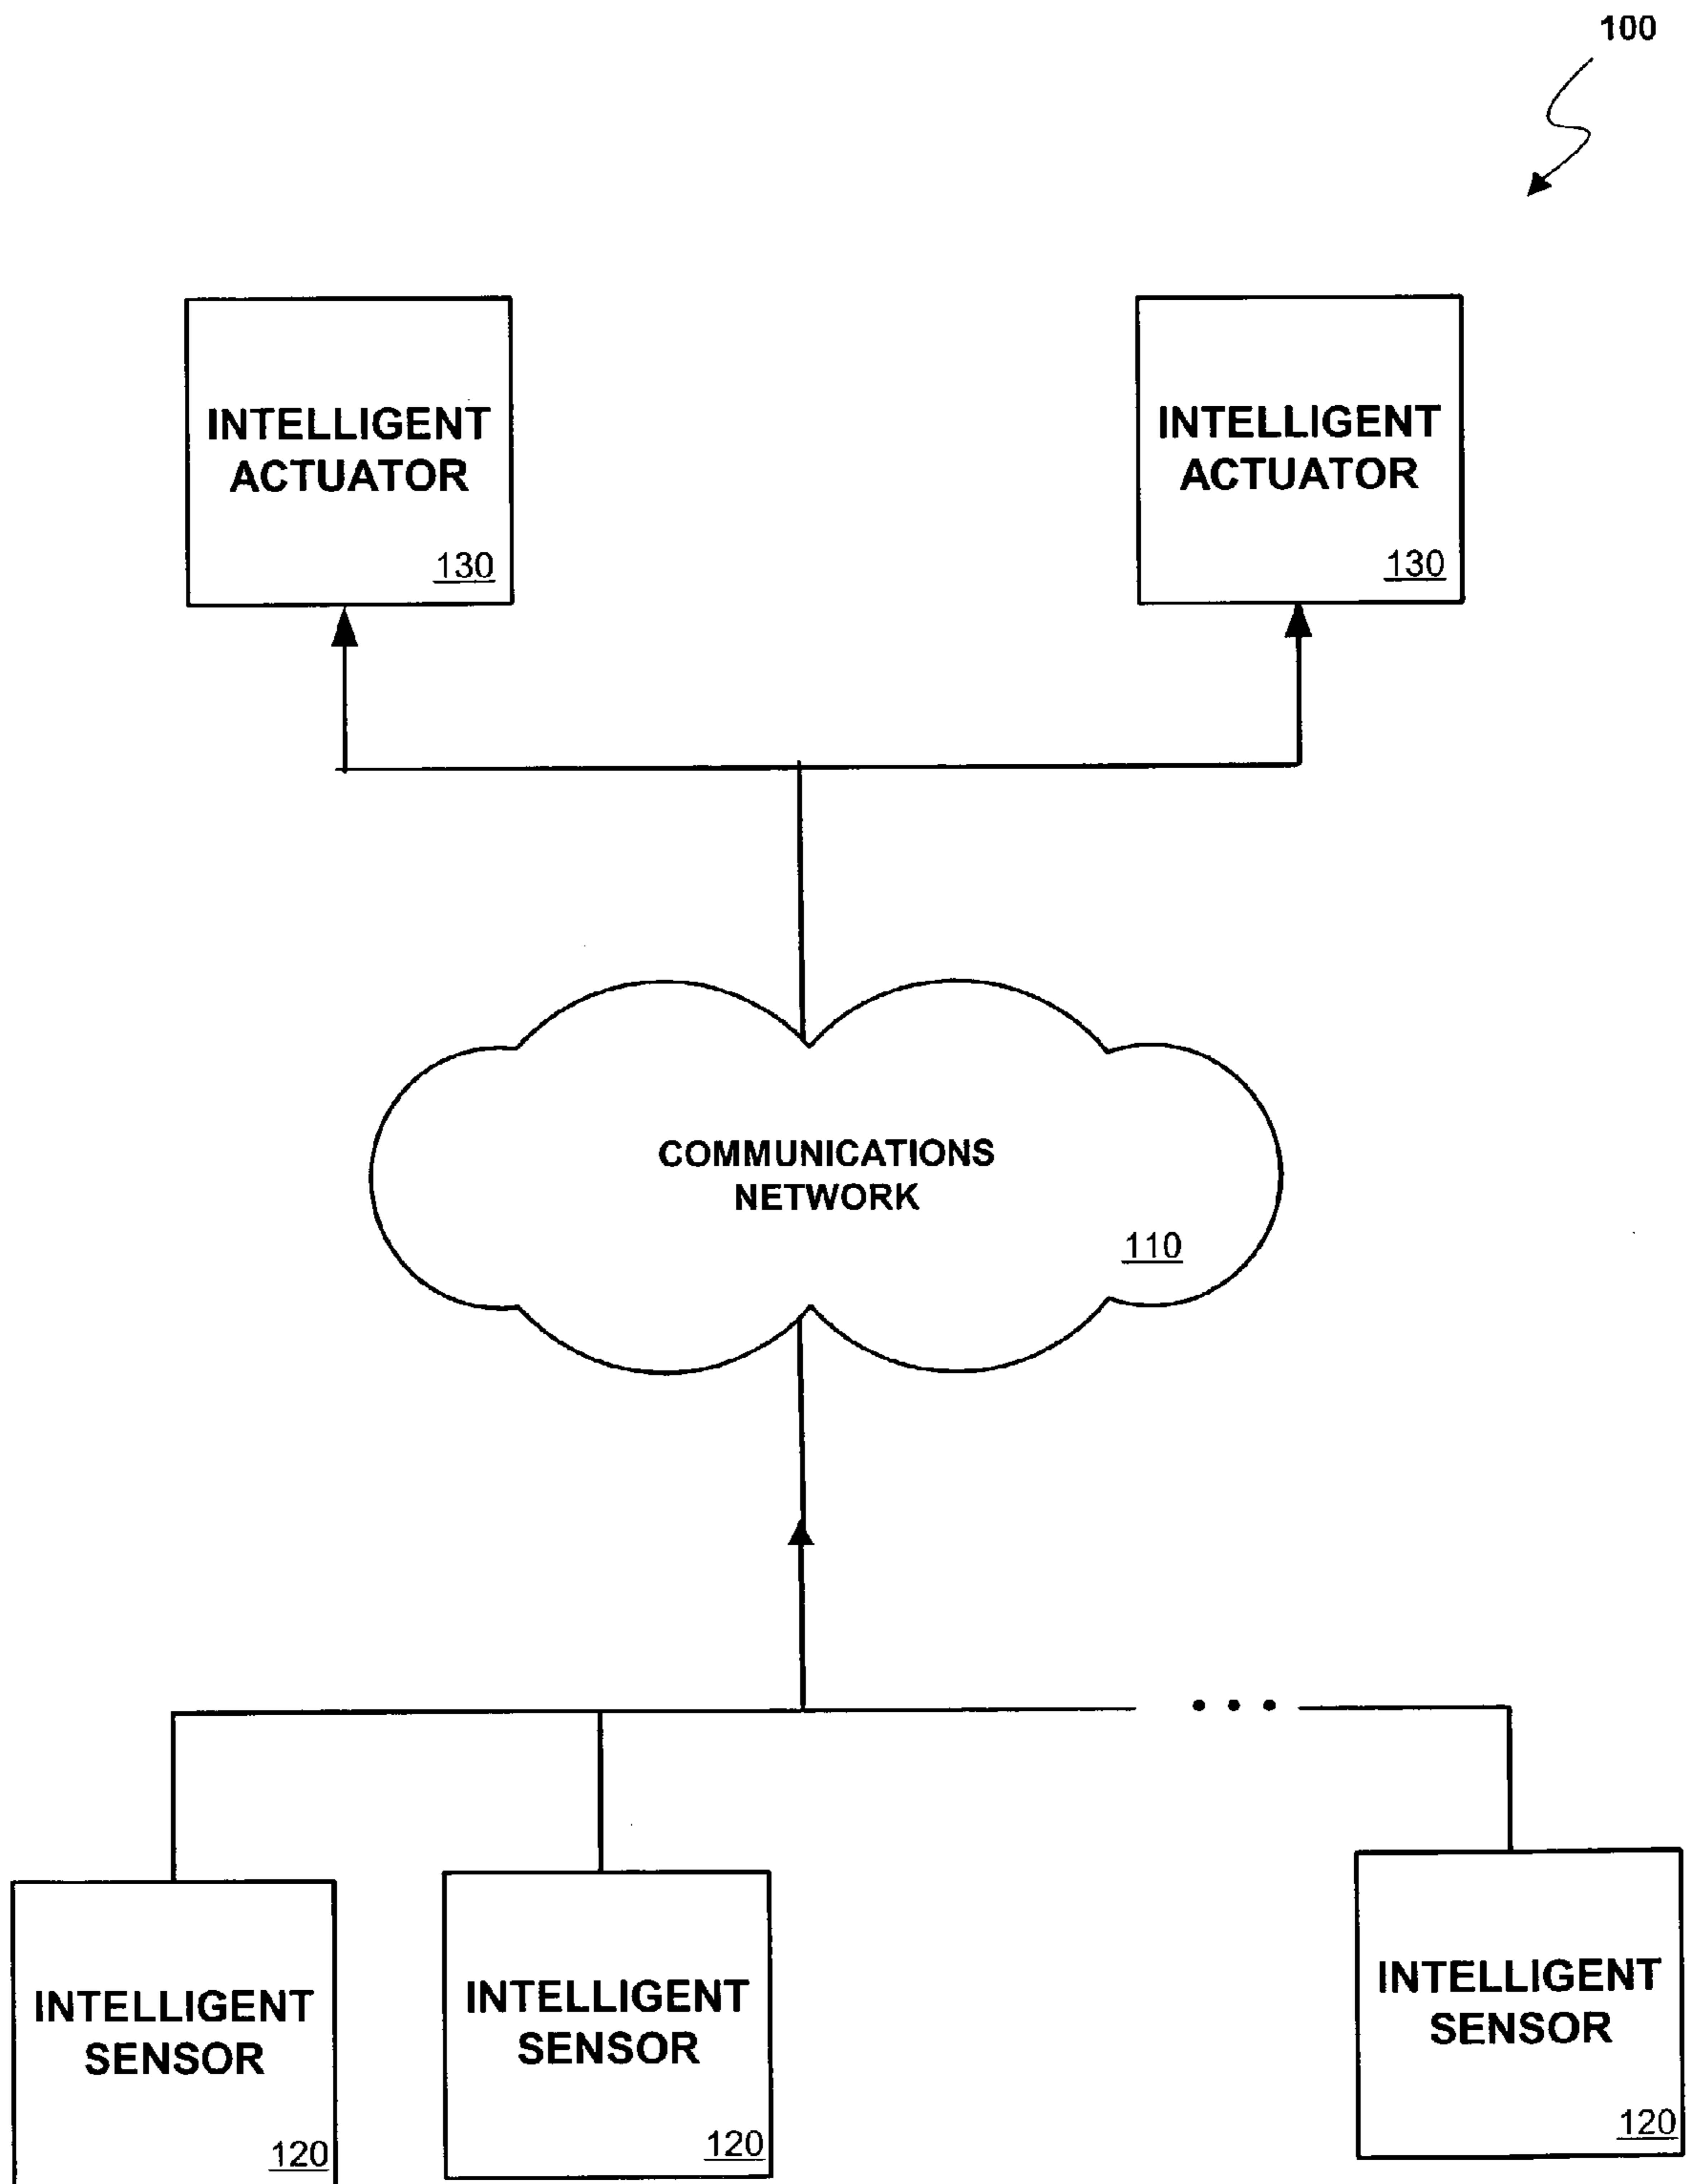 100
INTELLIGENT
ACTUATOR
130
INTELLIGENT
ACTUATOR
130
COMMUNICATIONS
NETWORK
110
INTELLIGENT
SENSOR
120
INTELLIGENT
SENSOR
120
INTELLIGENT
SENSOR
120